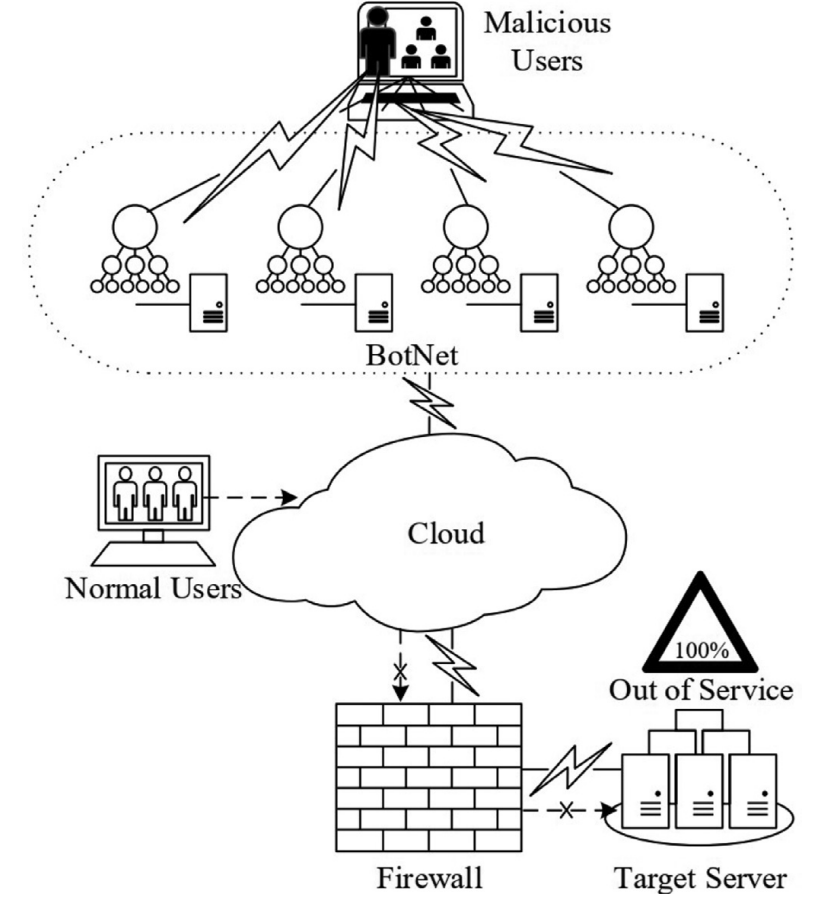 Malicious
Users
BotNet
Cloud
Normal Users
100%
Out of Service
Firewall
Target Server